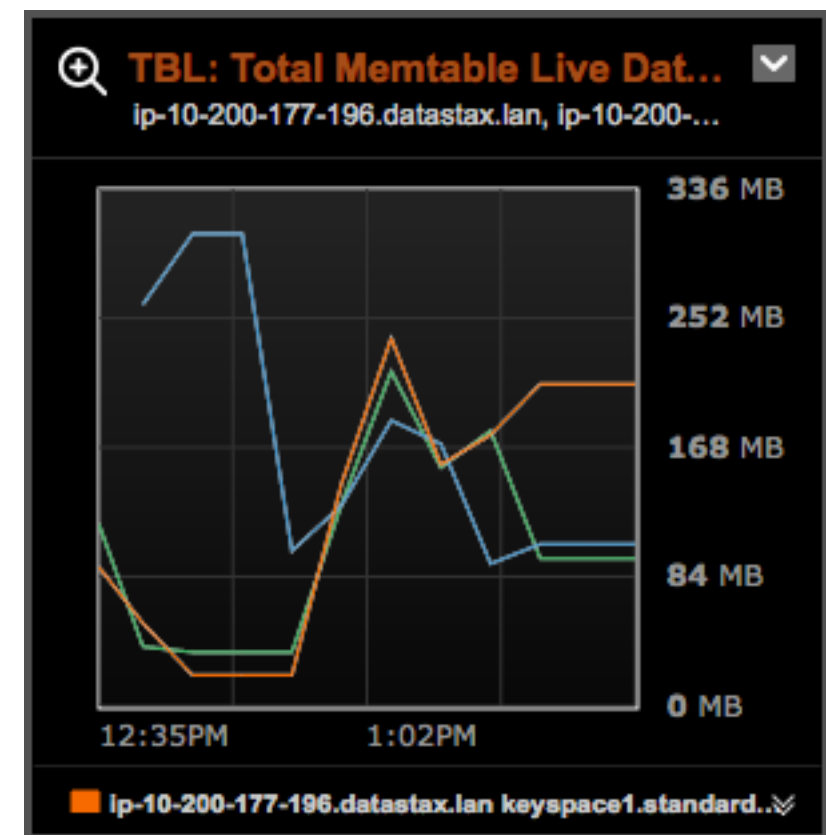 TBL: Total Memtable Live Dat...
ip-10-200-177-196.datastax.lan, ip-10-200-...
336 MB
252 MB
168 MB
84 MB
0 MB
12:35PM 1:02PM
ip-10-200-177-196.datastax.lan keyspace1.standard..